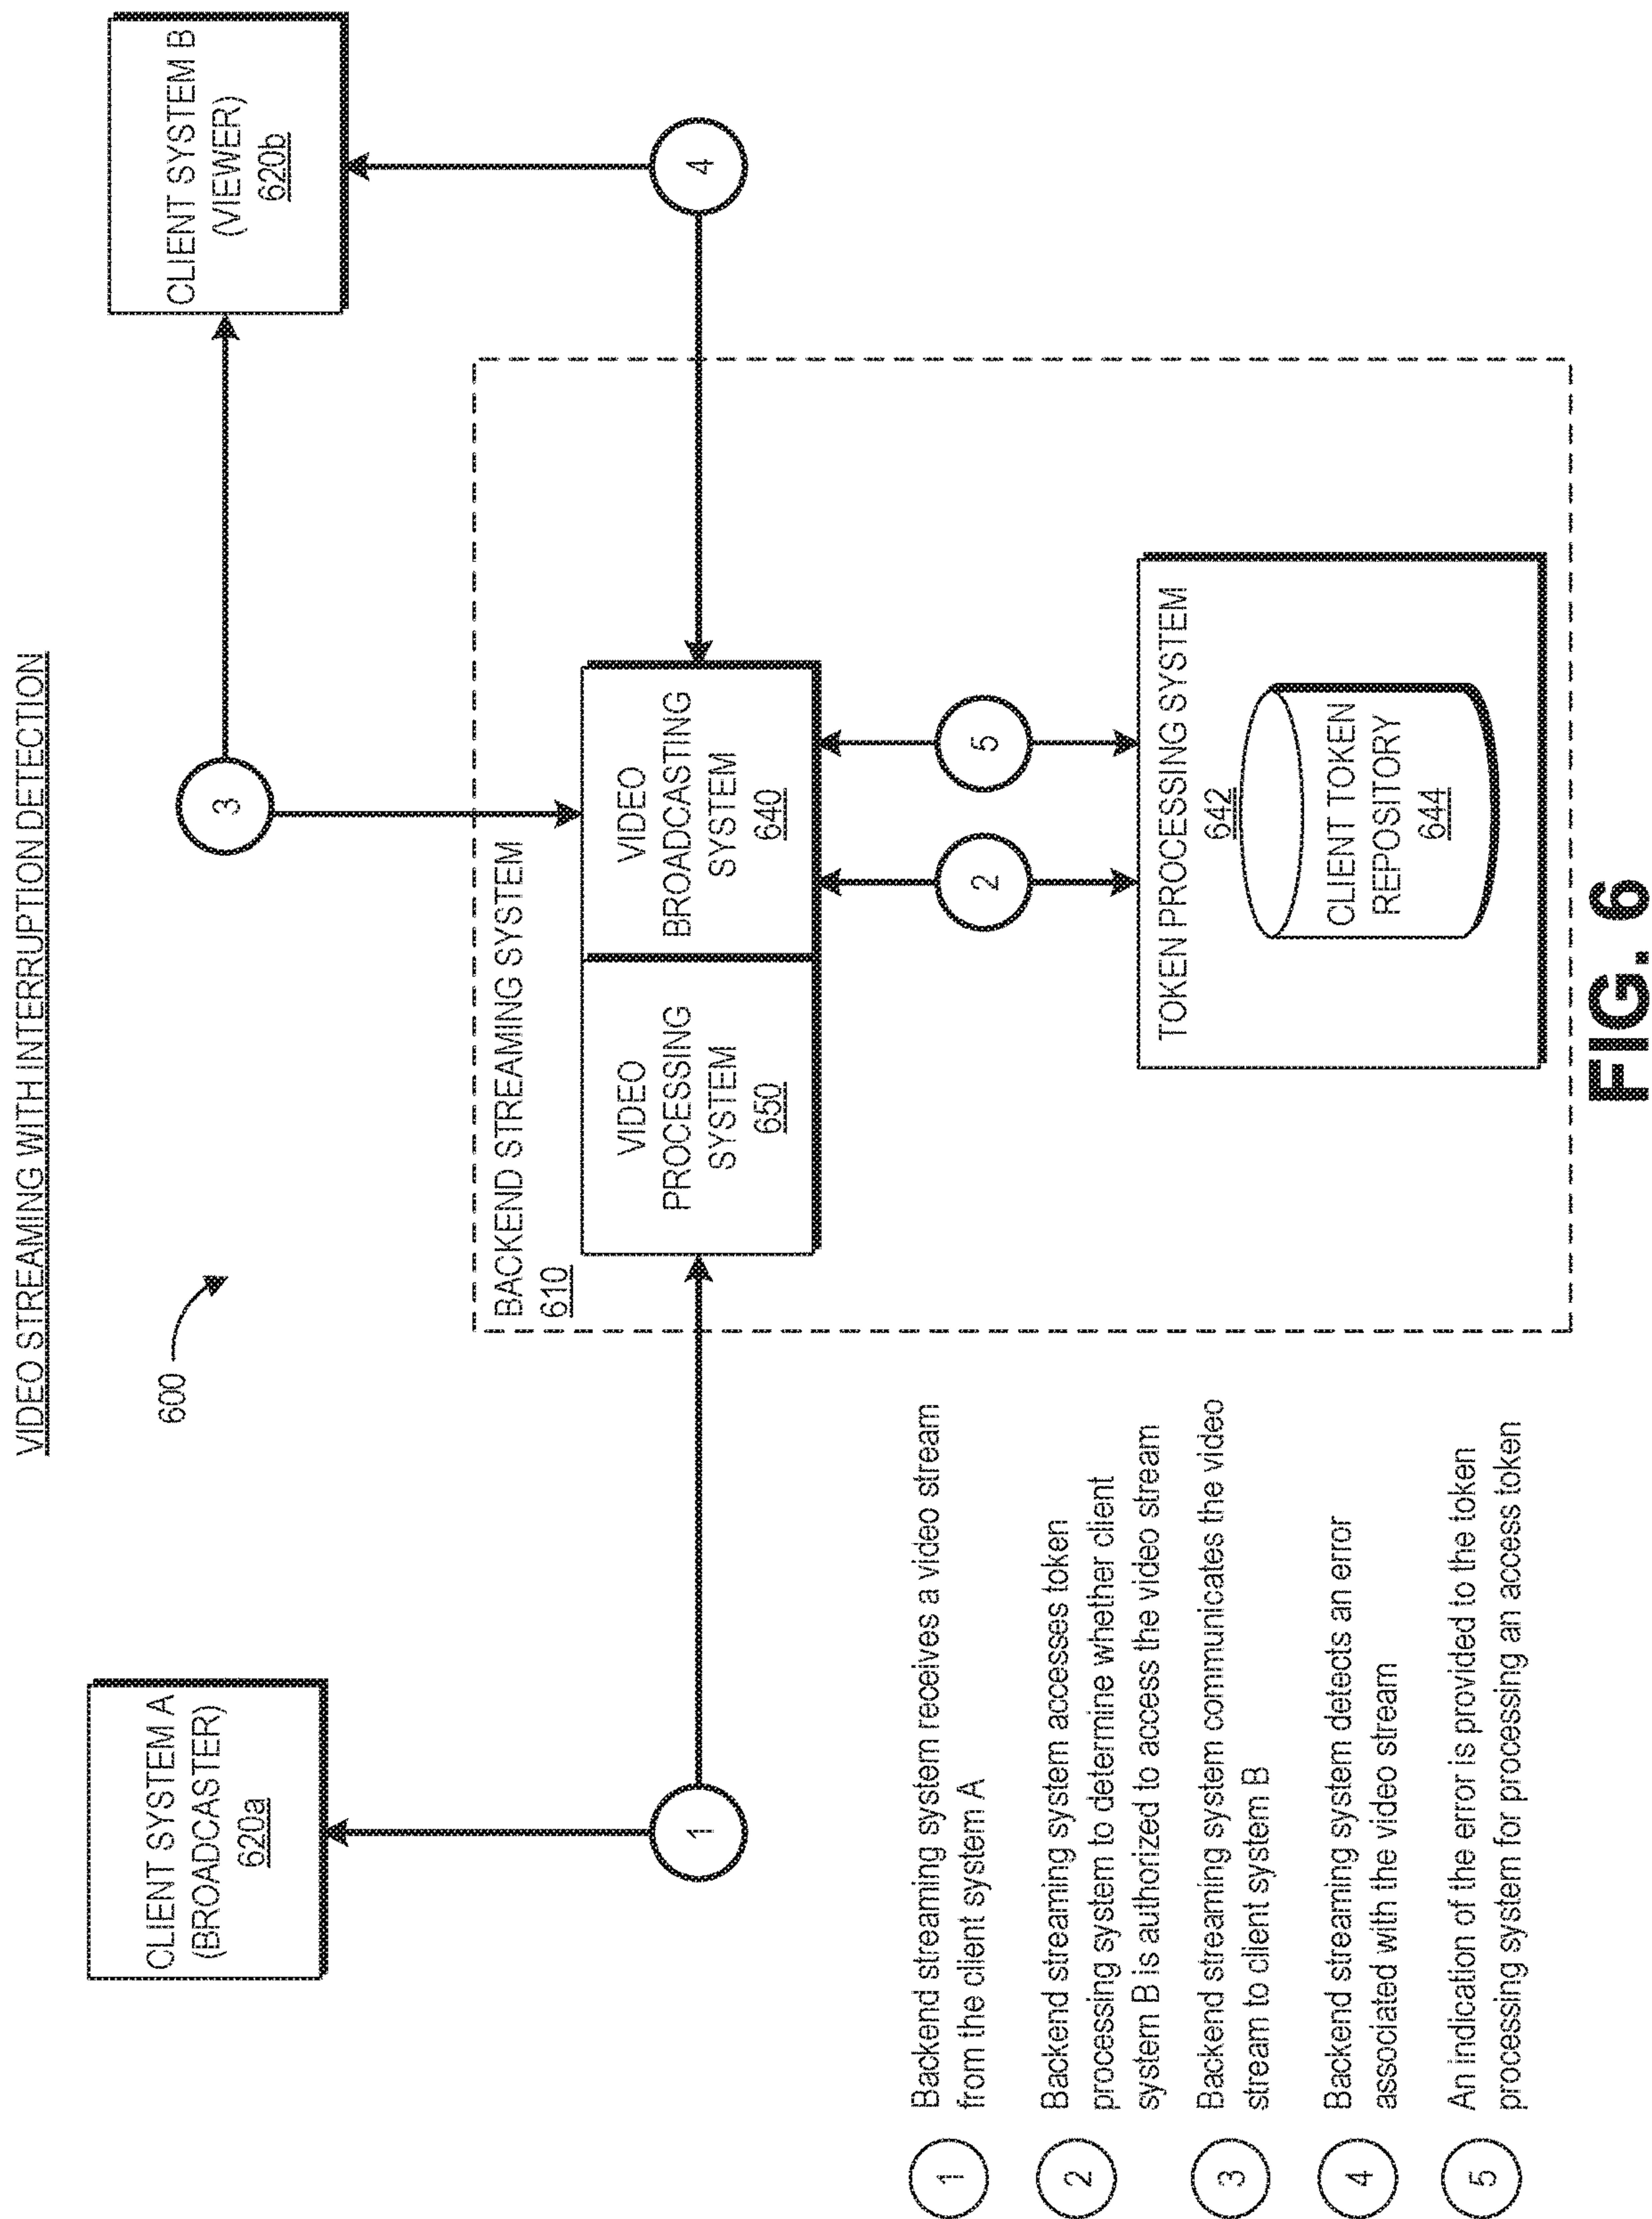 VIDEO STREAMING WITH INTERRUPTION DETECTION
600
CLIENT SYSTEM A
(BROADCASTER)
620a
CLIENT SYSTEM B
(VIEWER)
620b
3
1
4
BACKEND STREAMING SYSTEM
610
VIDEO
PROCESSING
SYSTEM
650
VIDEO
BROADCASTING
SYSTEM
640
2
5
TOKEN PROCESSING SYSTEM
642
CLIENT TOKEN
REPOSITORY
644
1
Backend streaming system receives a video stream
from the client system A
2
Backend streaming system accesses token
processing system to determine whether client
system B is authorized to access the video stream
3
Backend streaming system communicates the video
stream to client system B
4
Backend streaming system detects an error
associated with the video stream
5
An indication of the error is provided to the token
processing system for processing an access token
FIG. 6